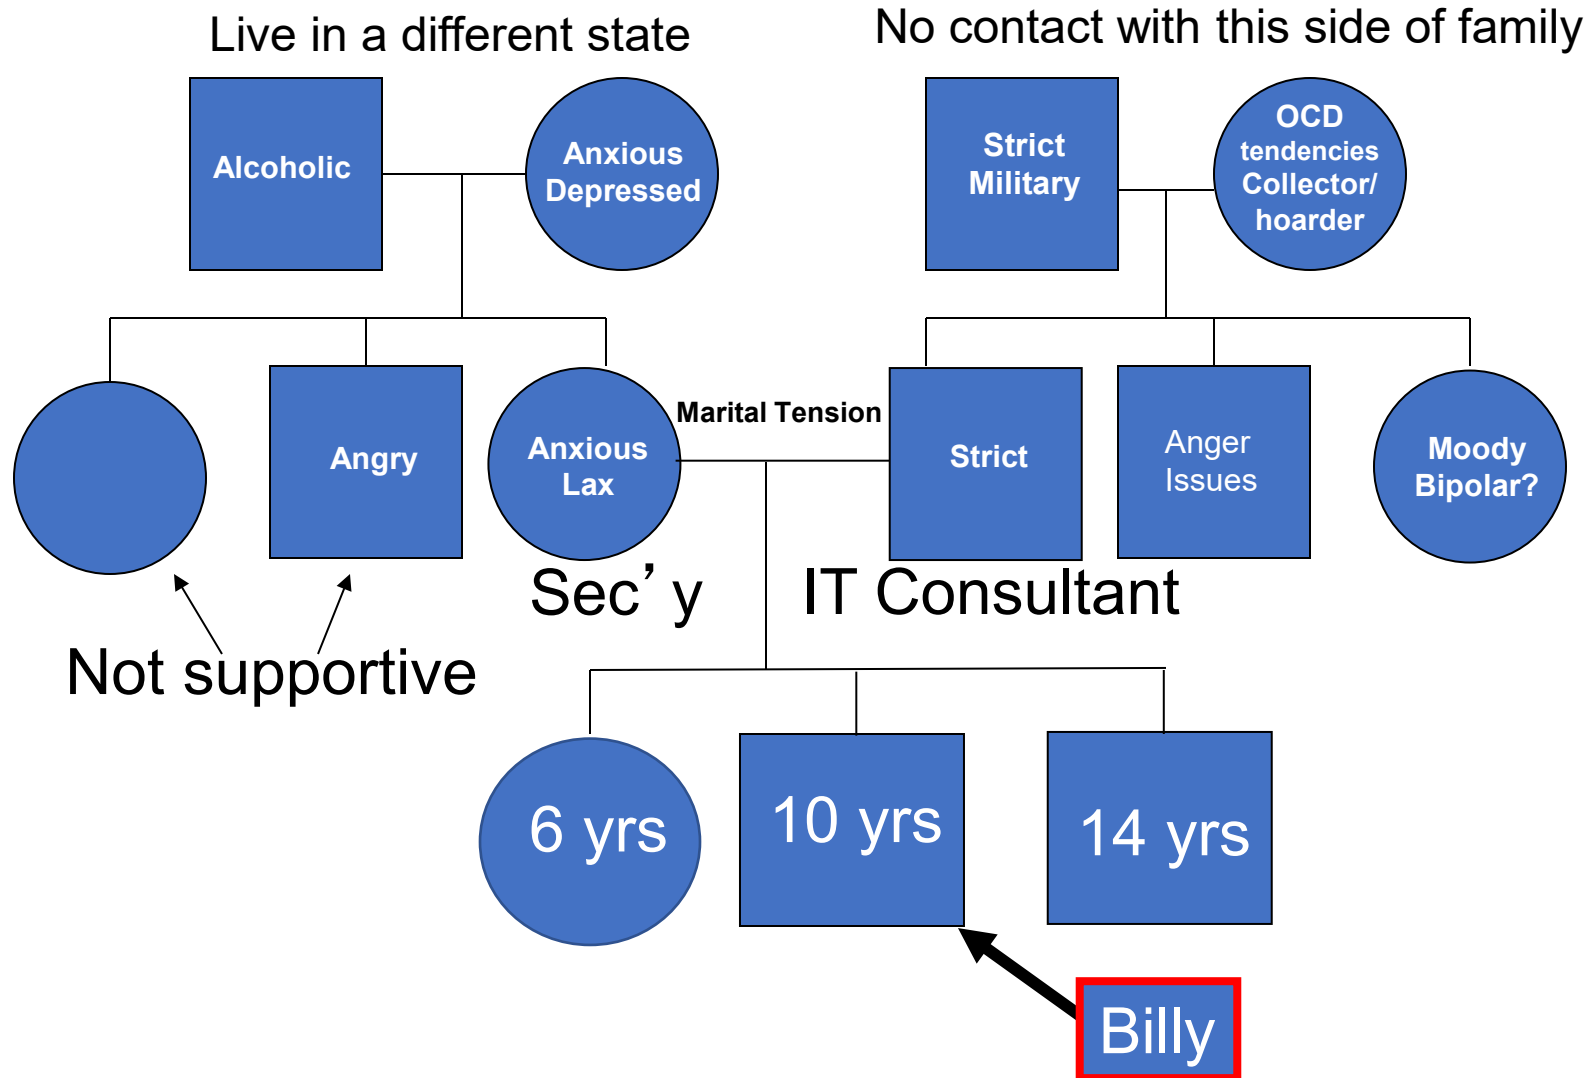 Live in a different state
No contact with this side of family
Alcoholic
Anxious
Depressed
Strict
Military
OCD
tendencies
Collector/
hoarder
Angry
Anxious
Lax
Marital Tension
Strict
Anger
Issues
Moody
Bipolar?
Sec’ y
IT Consultant
Not supportive
6 yrs
10 yrs
14 yrs
Billy